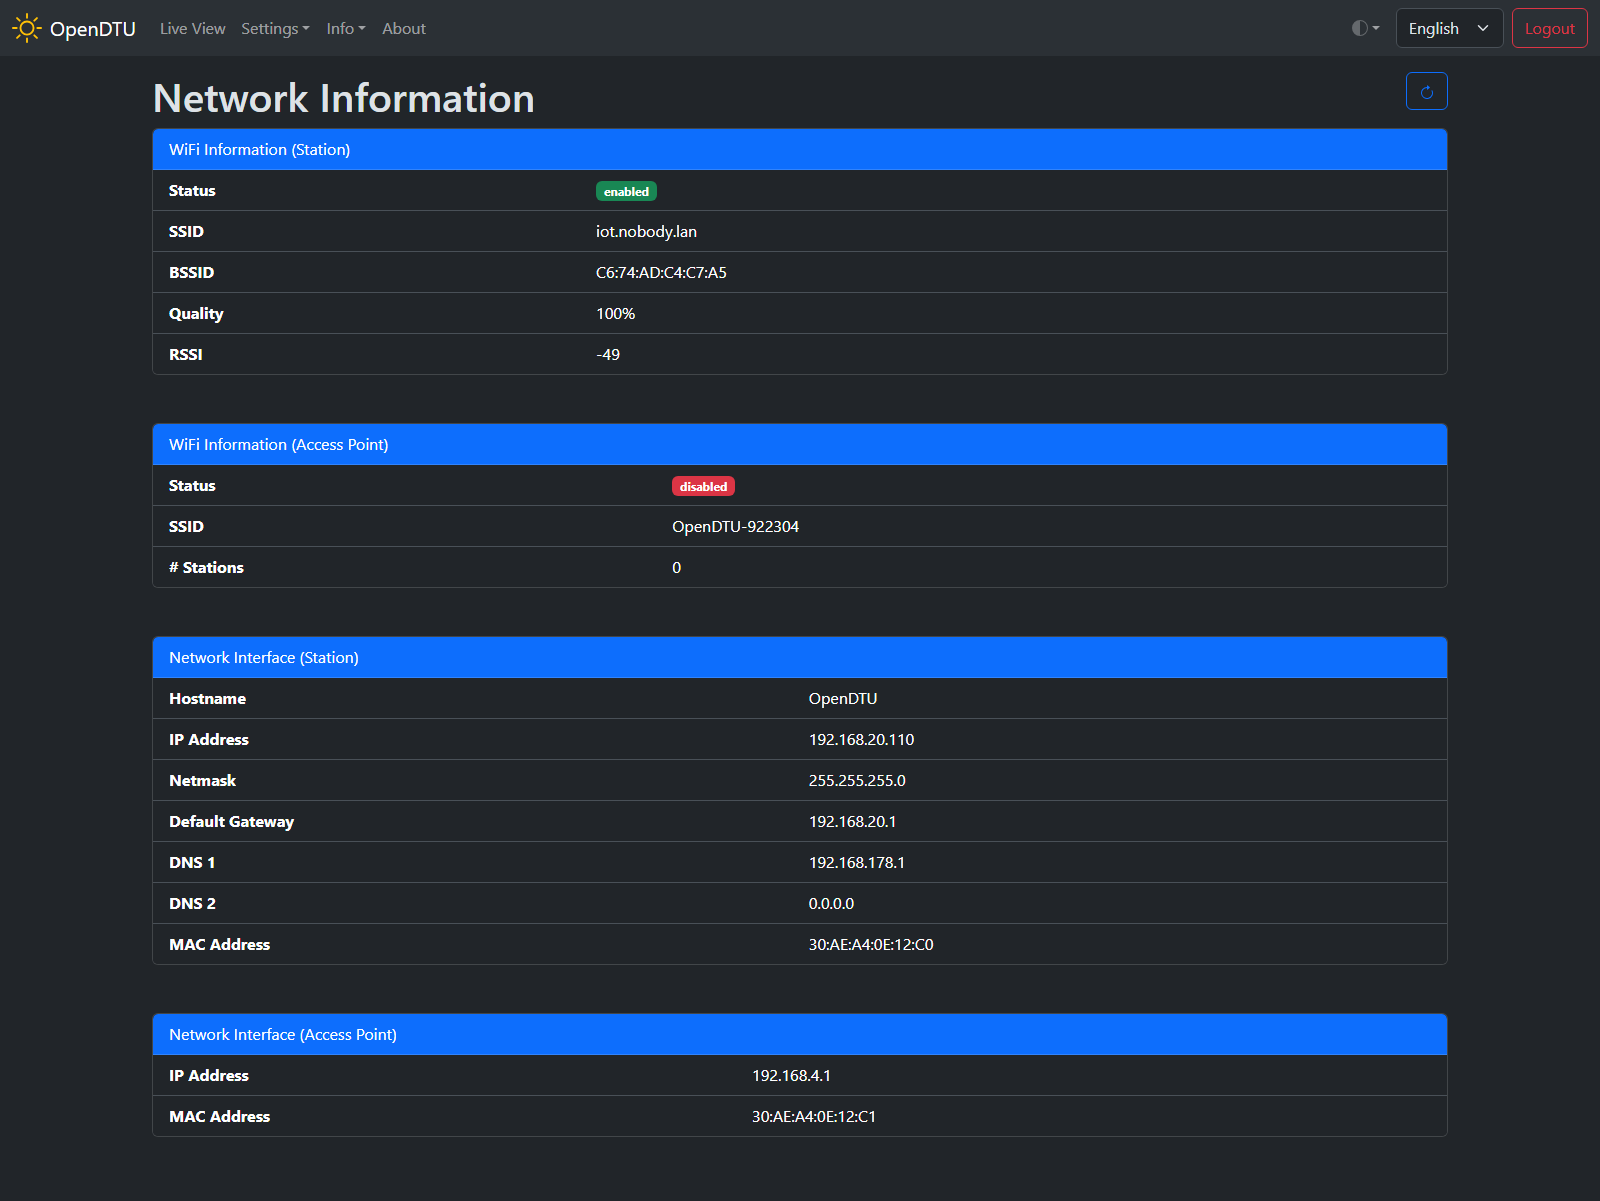 OpenDTU Live View Settings Info About English Logout
Network Information
WiFi Information (Station)
Status enabled
SSID iot.nobody.lan
BSSID C6:74:AD:C4:C7:A5
Quality 100%
RSSI -49
WiFi Information (Access Point)
Status disabled
SSID OpenDTU-922304
# Stations 0
Network Interface (Station)
Hostname OpenDTU
IP Address 192.168.20.110
Netmask 255.255.255.0
Default Gateway 192.168.20.1
DNS 1 192.168.178.1
DNS 2 0.0.0.0
MAC Address 30:AE:A4:0E:12:C0
Network Interface (Access Point)
IP Address 192.168.4.1
MAC Address 30:AE:A4:0E:12:C1